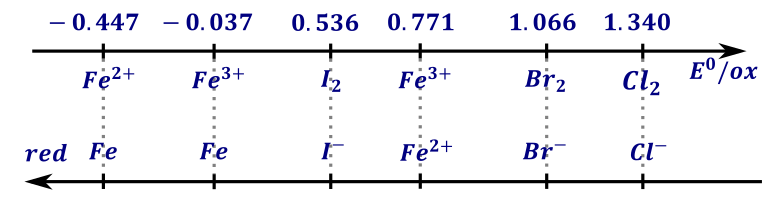 −0.447 −0.037 0.536 0.771 1.066 1.340
Fe²⁺ Fe³⁺ I₂ Fe³⁺ Br₂ Cl₂ E⁰/ox
red Fe Fe I⁻ Fe²⁺ Br⁻ Cl⁻